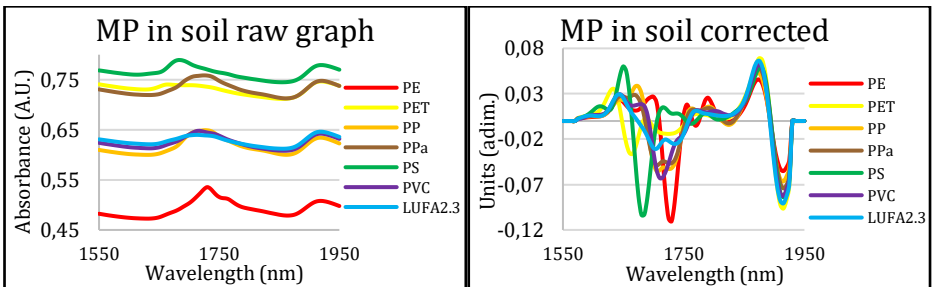 MP in soil raw graph
Absorbance (A.U.)
0,75
0,65
0,55
0,45
1550
1750
1950
Wavelength (nm)
PE
PET
PP
PPa
PS
PVC
LUFA2.3
MP in soil corrected
Units (adim.)
0,08
0,03
-0,02
-0,07
-0,12
1550
1750
1950
Wavelength (nm)
PE
PET
PP
PPa
PS
PVC
LUFA2.3